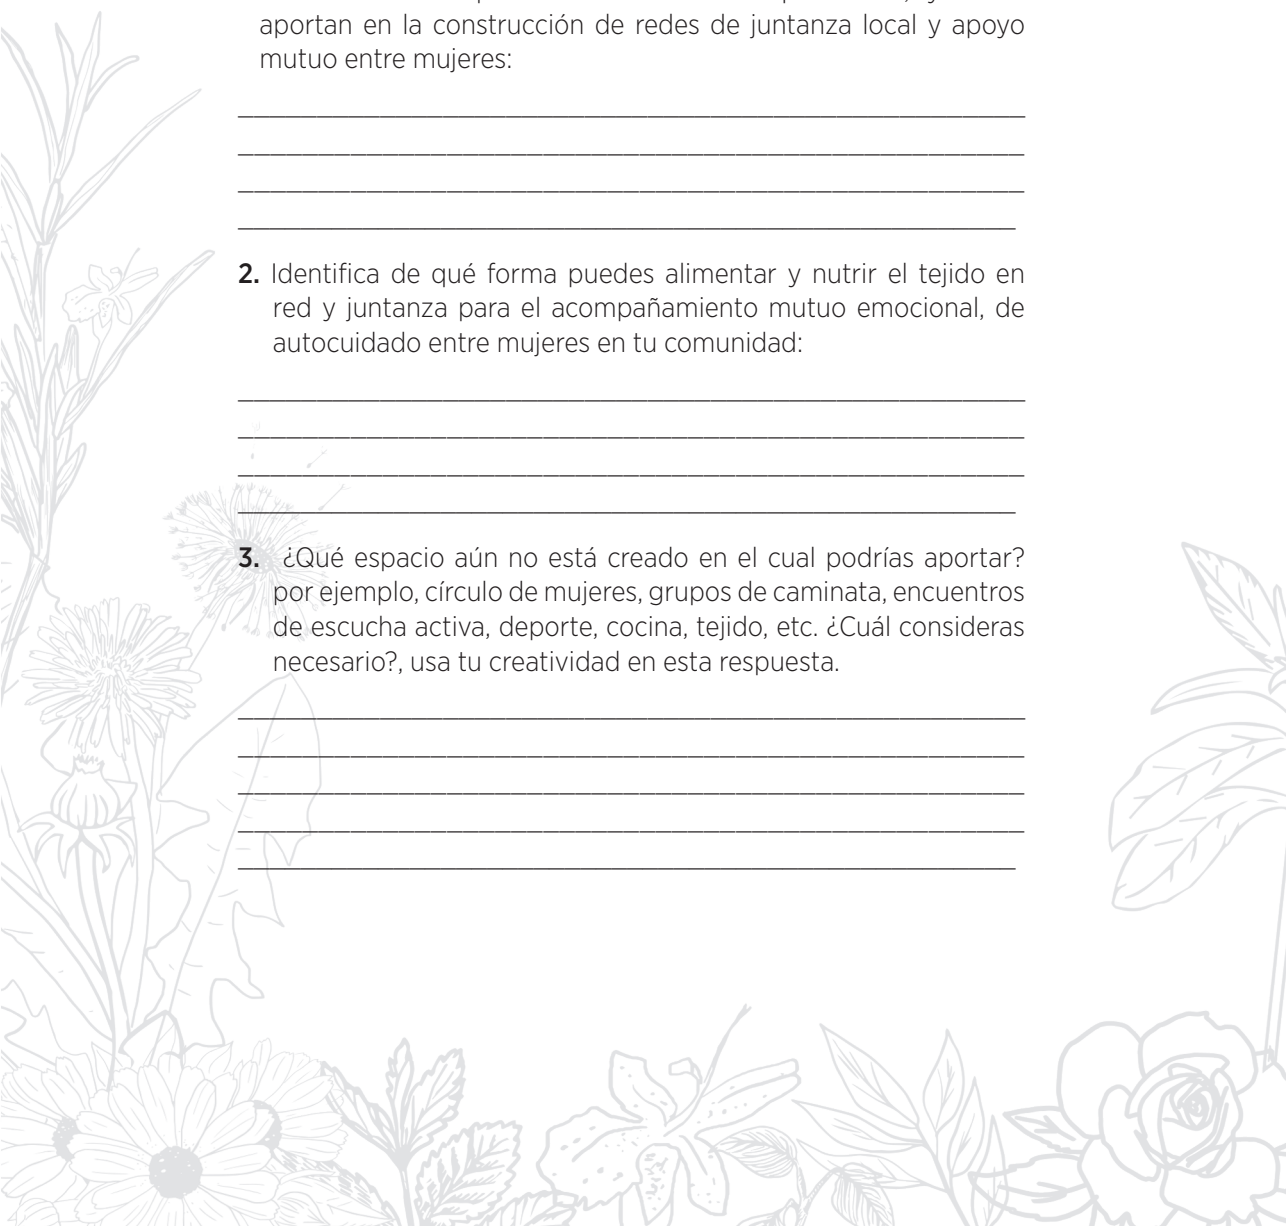 aportan en la construcción de redes de juntanza local y apoyo
mutuo entre mujeres:
2. Identifica de qué forma puedes alimentar y nutrir el tejido en
red y juntanza para el acompañamiento mutuo emocional, de
autocuidado entre mujeres en tu comunidad:
3. ¿Qué espacio aún no está creado en el cual podrías aportar?
por ejemplo, círculo de mujeres, grupos de caminata, encuentros
de escucha activa, deporte, cocina, tejido, etc. ¿Cuál consideras
necesario?, usa tu creatividad en esta respuesta.